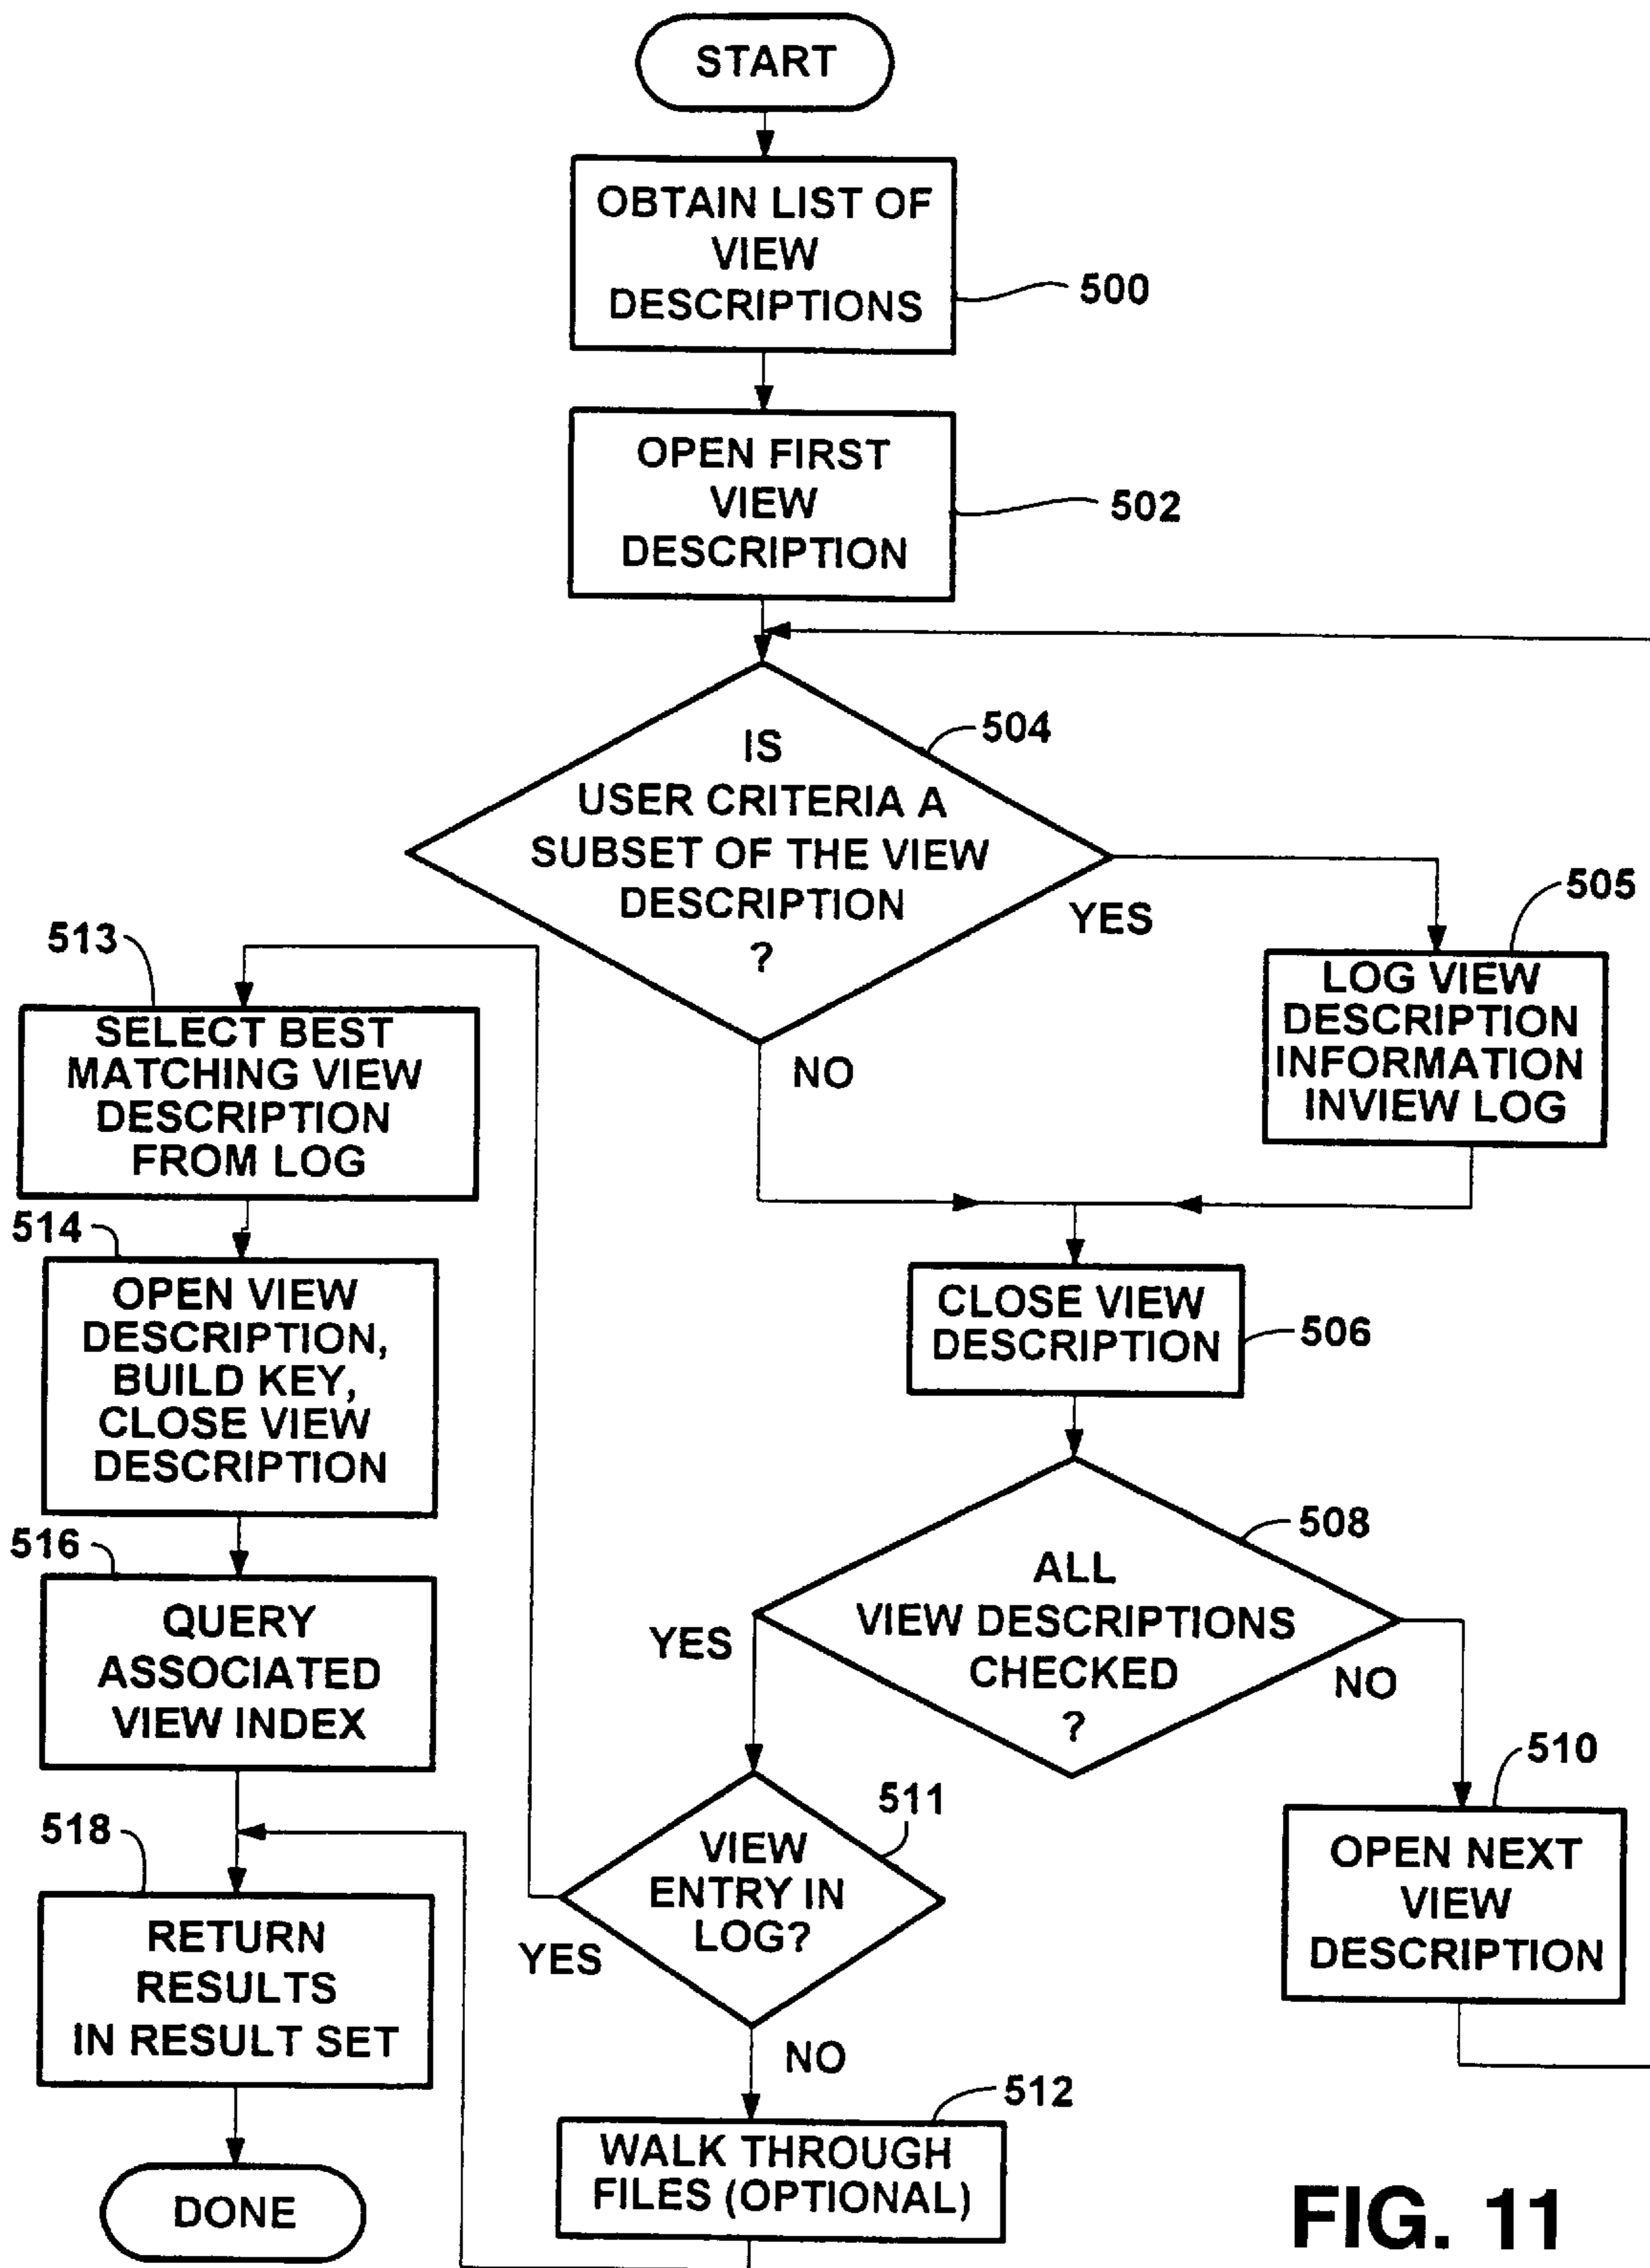 START
OBTAIN LIST OF
VIEW
DESCRIPTIONS
500
OPEN FIRST
VIEW
DESCRIPTION
502
504
IS
USER CRITERIA A
SUBSET OF THE VIEW
DESCRIPTION
?
YES
NO
505
LOG VIEW
DESCRIPTION
INFORMATION
INVIEW LOG
CLOSE VIEW
DESCRIPTION
506
508
ALL
VIEW DESCRIPTIONS
CHECKED
?
YES
NO
510
OPEN NEXT
VIEW
DESCRIPTION
511
VIEW
ENTRY IN
LOG?
YES
NO
512
WALK THROUGH
FILES (OPTIONAL)
513
SELECT BEST
MATCHING VIEW
DESCRIPTION
FROM LOG
514
OPEN VIEW
DESCRIPTION,
BUILD KEY,
CLOSE VIEW
DESCRIPTION
516
QUERY
ASSOCIATED
VIEW INDEX
518
RETURN
RESULTS
IN RESULT SET
DONE
FIG. 11